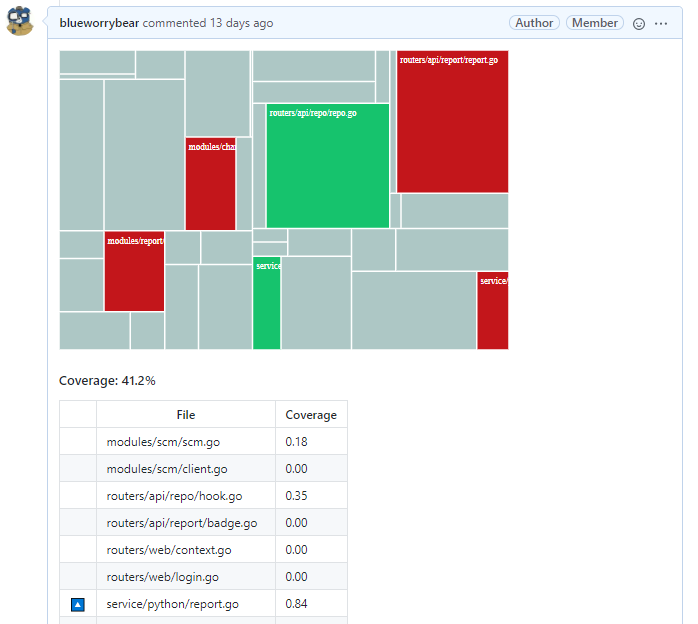 blueworrybear commented 13 days ago Author Member
routers/api/report/report.go
routers/api/repo/repo.go
modules/cha
modules/report/
service
service/
Coverage: 41.2%
File Coverage
modules/scm/scm.go 0.18
modules/scm/client.go 0.00
routers/api/repo/hook.go 0.35
routers/api/report/badge.go 0.00
routers/web/context.go 0.00
routers/web/login.go 0.00
service/python/report.go 0.84